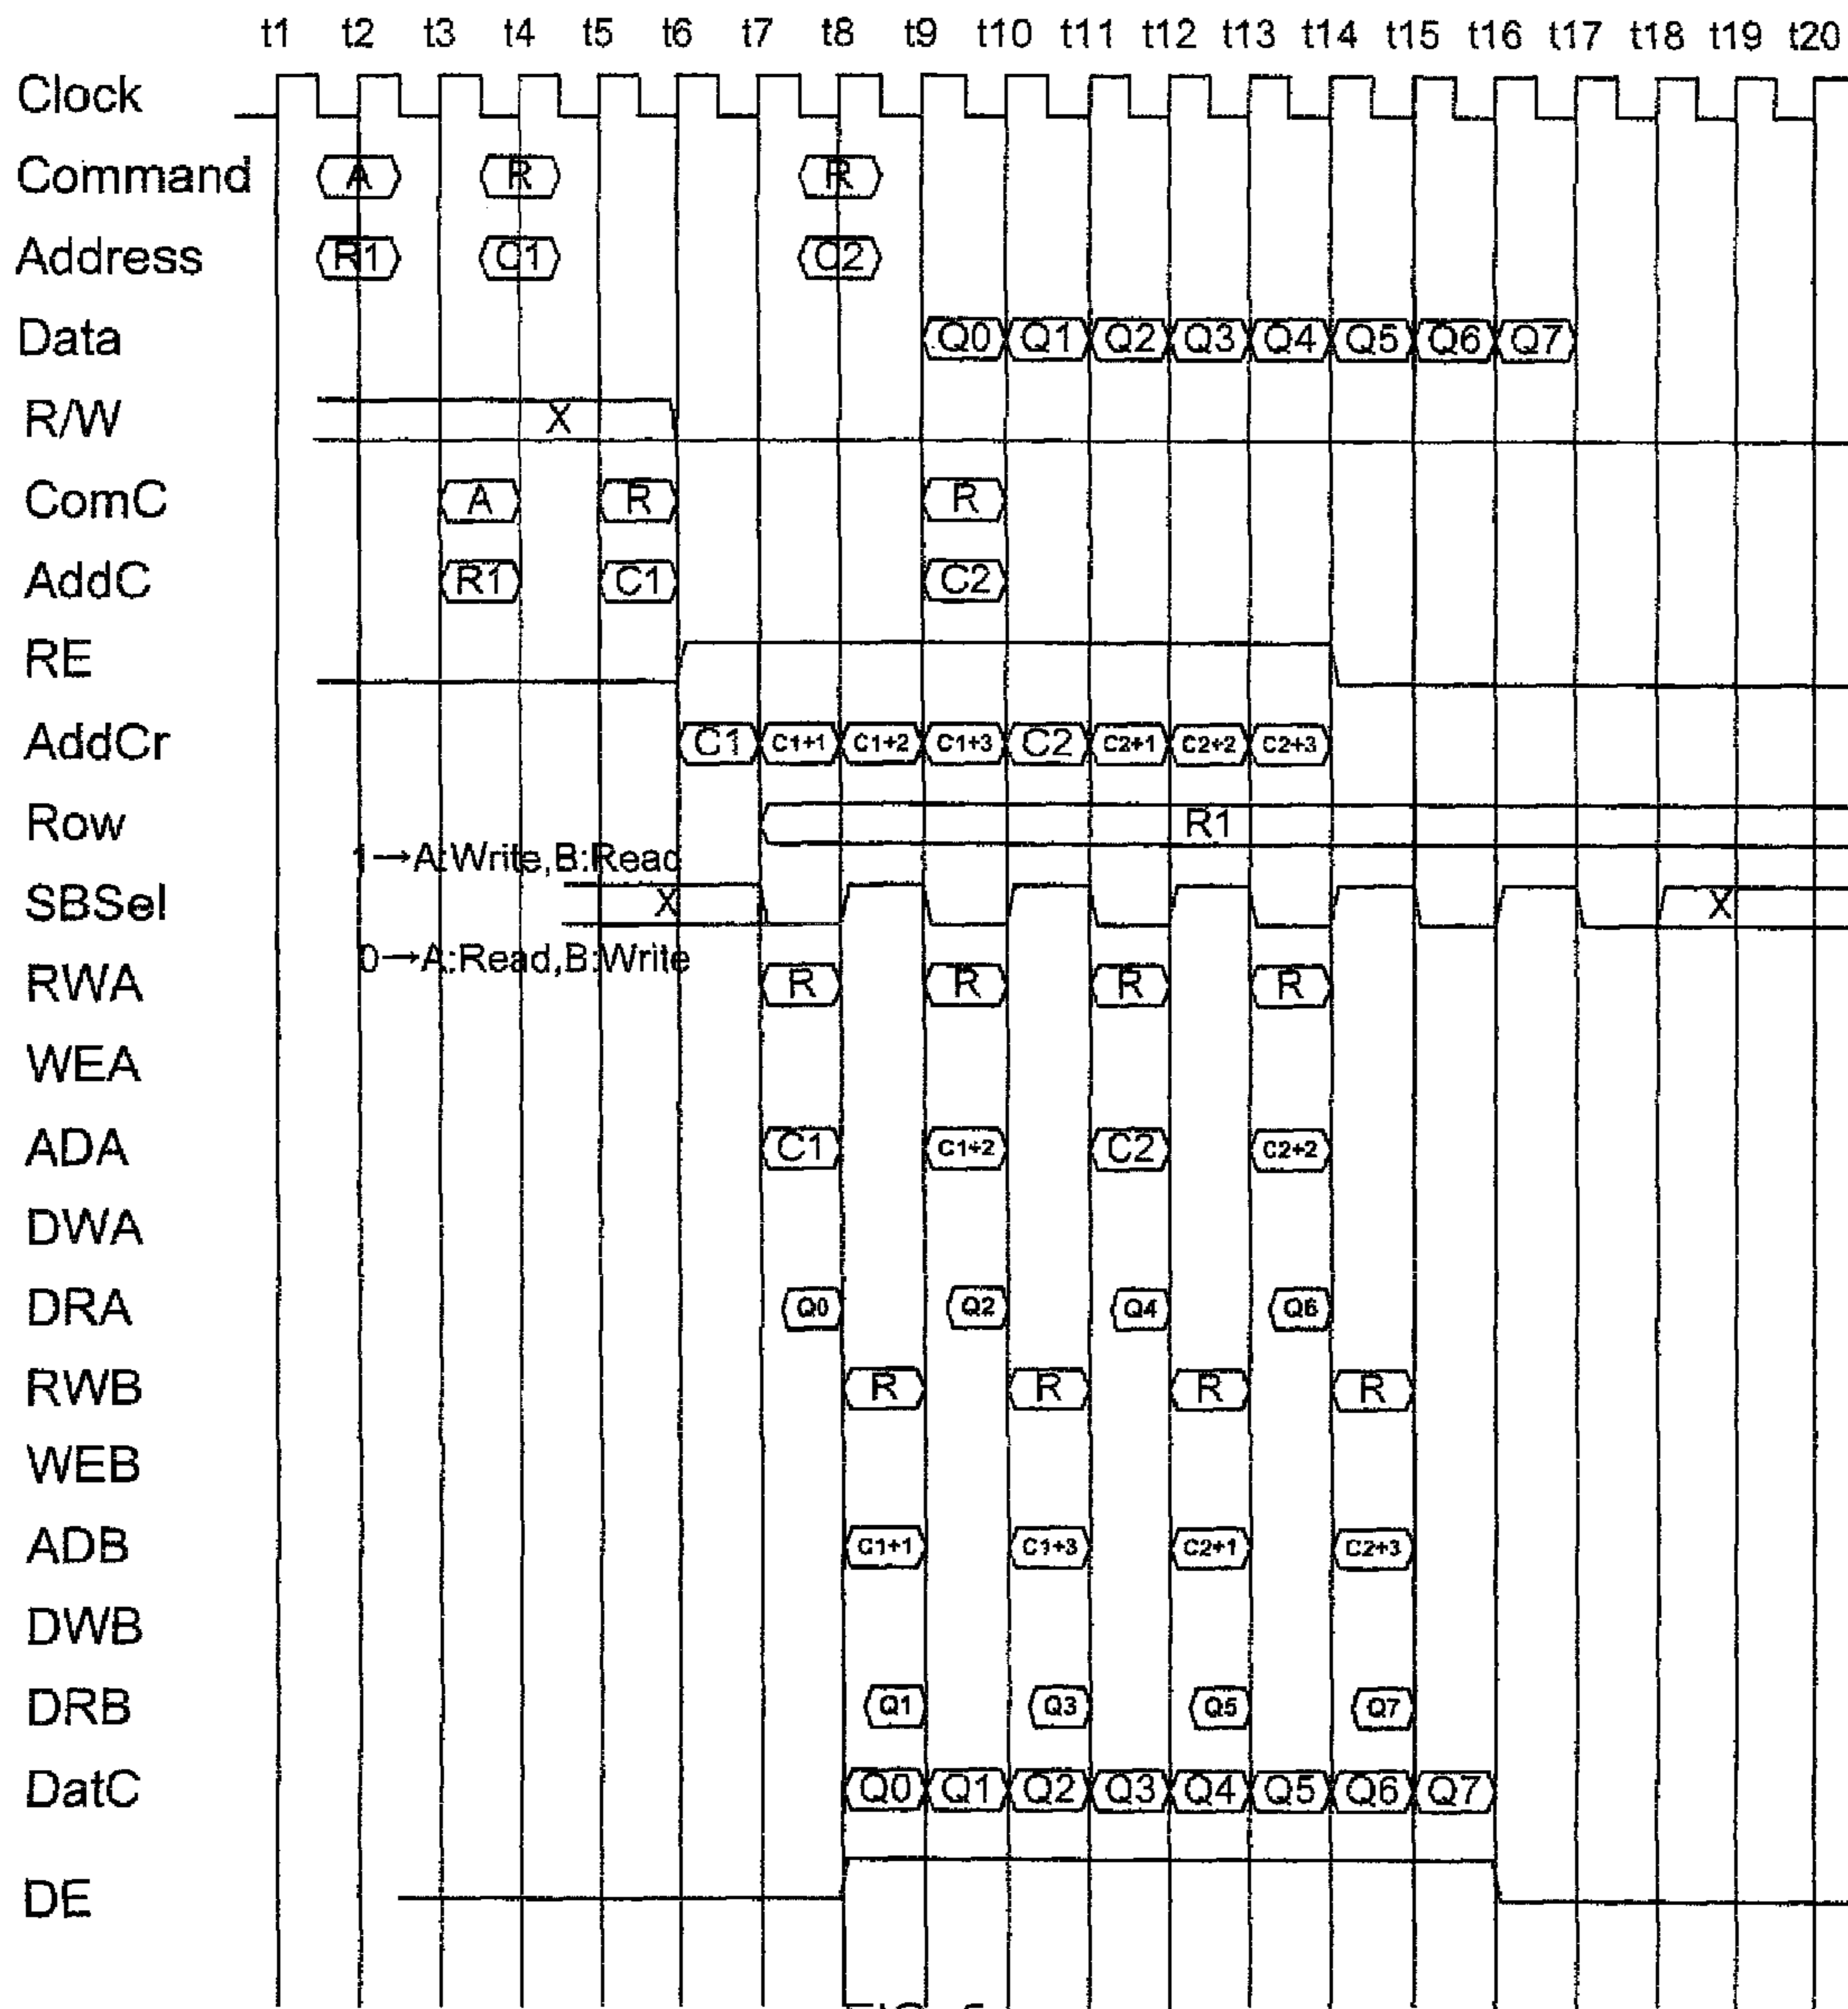 t1 t2 t3 t4 t5 t6 t7 t8 t9 t10 t11 t12 t13 t14 t15 t16 t17 t18 t19 t20
Clock
Command A R R
Address R1 C1 C2
Data Q0 Q1 Q2 Q3 Q4 Q5 Q6 Q7
R/W X
ComC A R R
AddC R1 C1 C2
RE
AddCr C1 C1+1 C1+2 C1+3 C2 C2+1 C2+2 C2+3
Row R1
1→A:Write,B:Read
SBSel X X
0→A:Read,B:Write
RWA R R R R
WEA
ADA C1 C1+2 C2 C2+2
DWA
DRA Q0 Q2 Q4 Q6
RWB R R R R
WEB
ADB C1+1 C1+3 C2+1 C2+3
DWB
DRB Q1 Q3 Q5 Q7
DatC Q0 Q1 Q2 Q3 Q4 Q5 Q6 Q7
DE